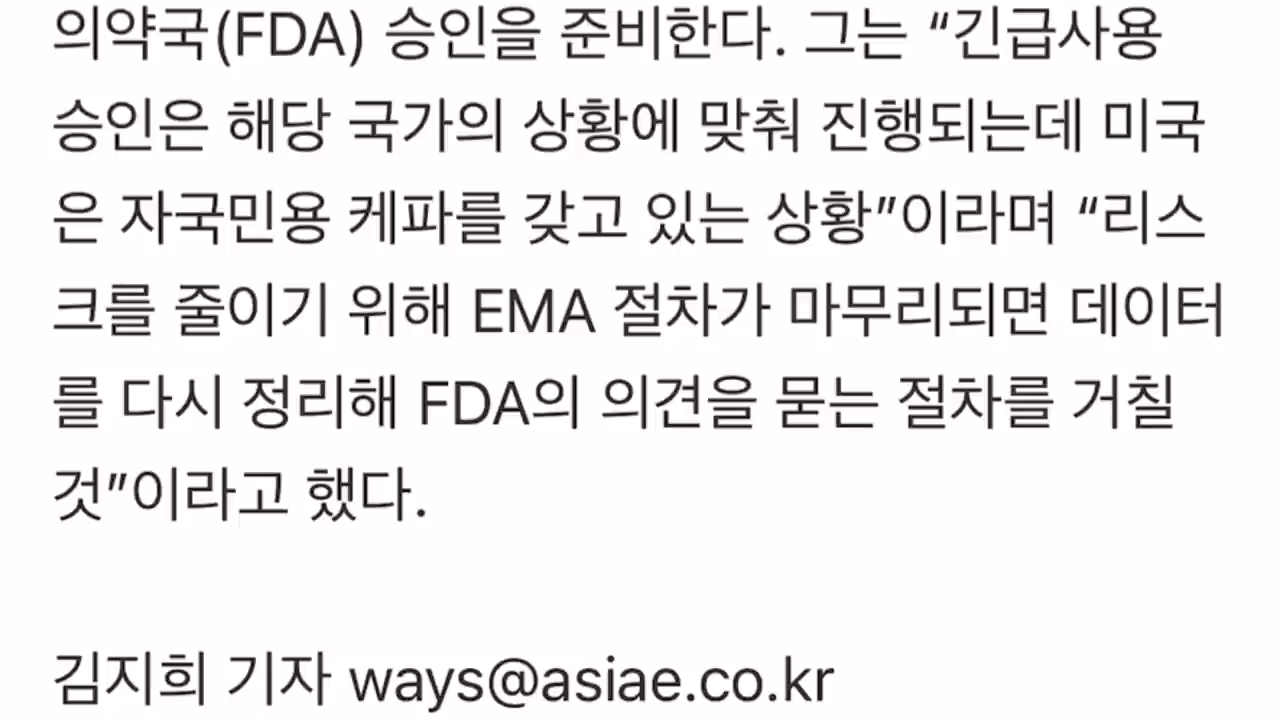 의약국(FDA) 승인을 준비한다. 그는 “긴급사용
승인은 해당 국가의 상황에 맞춰 진행되는데 미국
은 자국민용 케파를 갖고 있는 상황”이라며 “리스
크를 줄이기 위해 EMA 절차가 마무리되면 데이터
를 다시 정리해 FDA의 의견을 묻는 절차를 거칠
것”이라고 했다.
김지희 기자 ways@asiae.co.kr